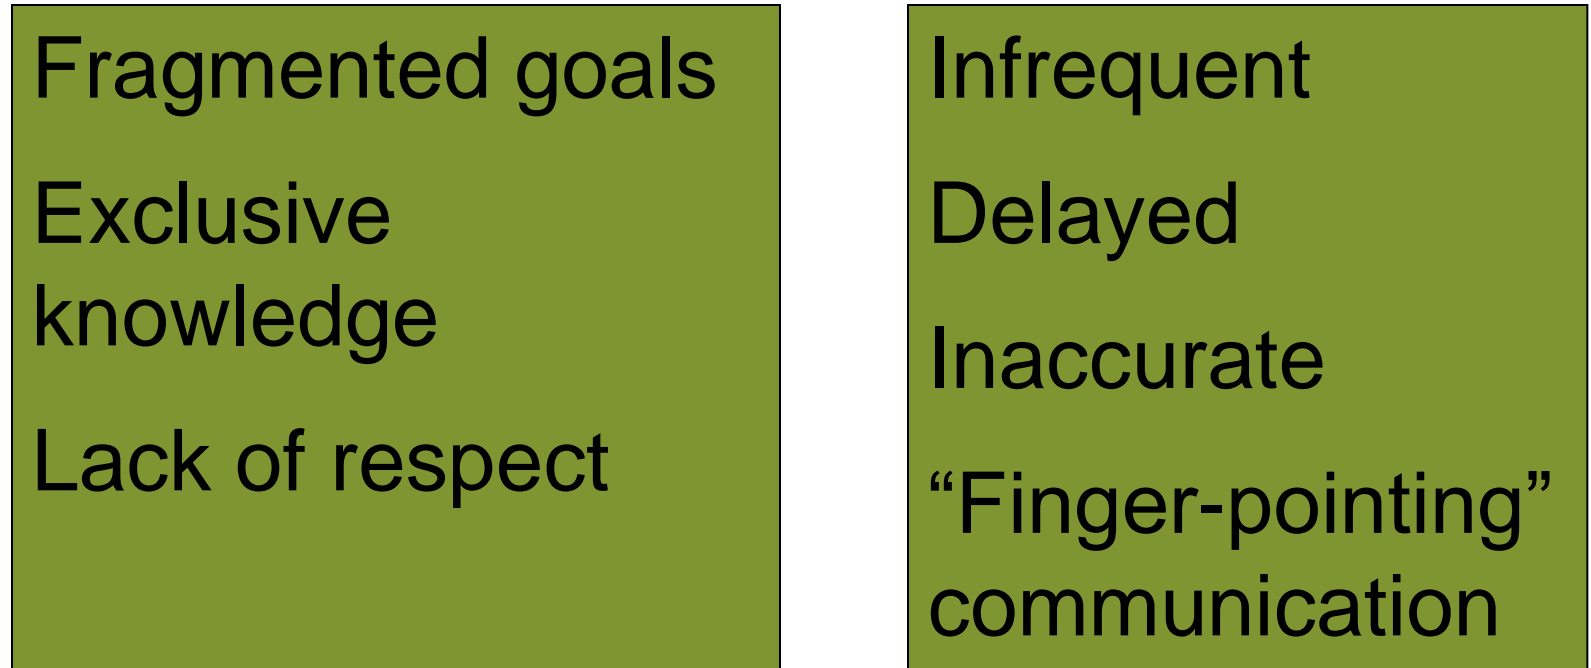 Fragmented goals
Exclusive
knowledge
Lack of respect
Infrequent
Delayed
Inaccurate
“Finger-pointing”
communication